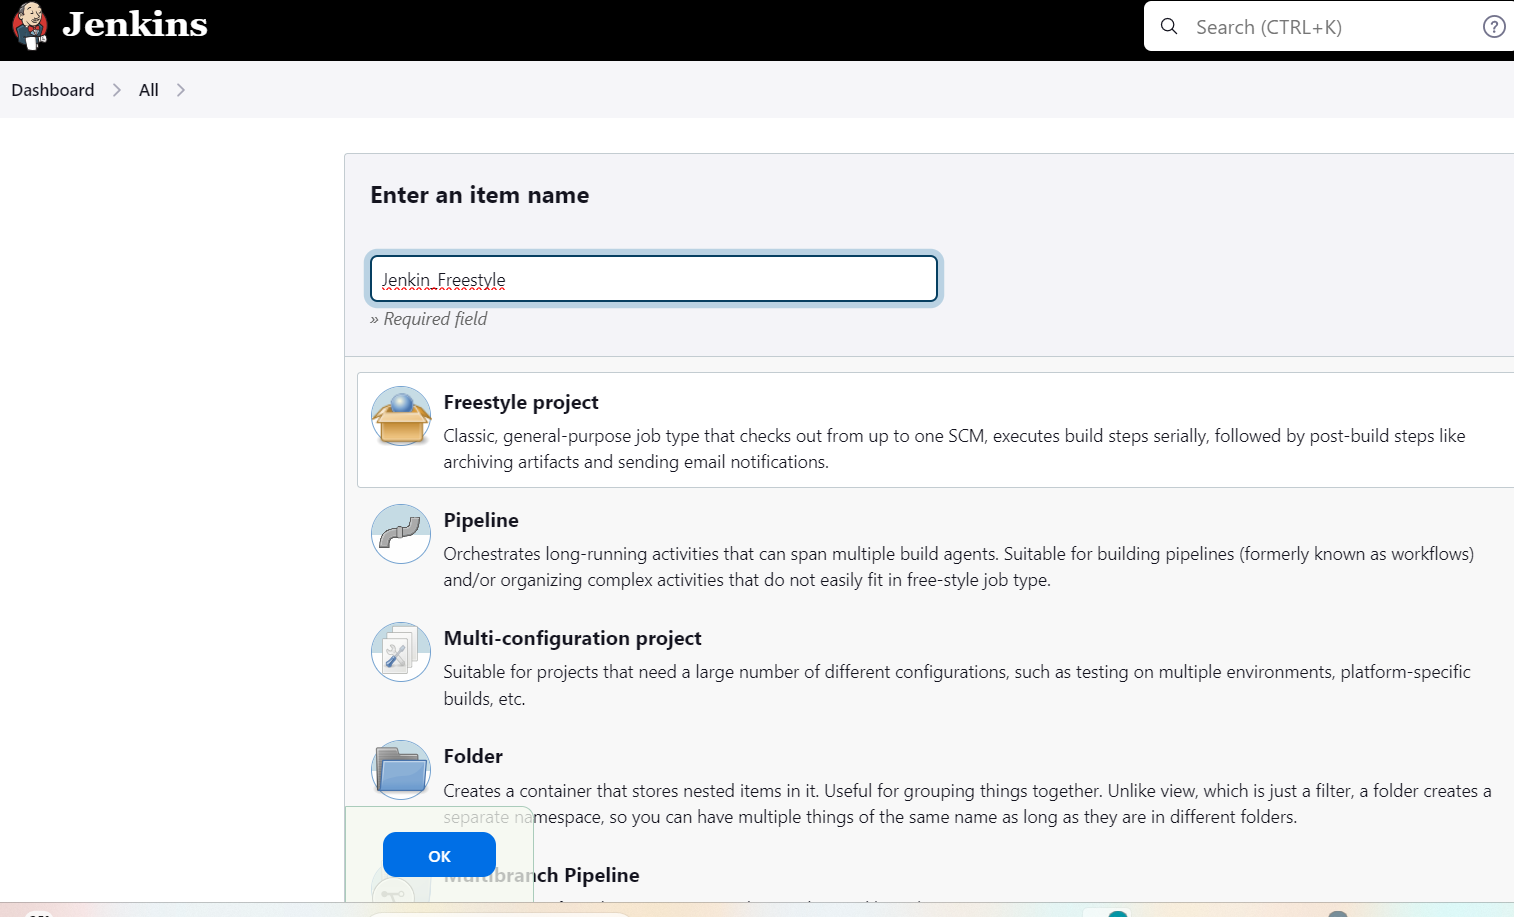 Jenkins
Search (CTRL+K)
Dashboard
All
Enter an item name
Jenkin_Freestyle
» Required field
Freestyle project
Classic, general-purpose job type that checks out from up to one SCM, executes build steps serially, followed by post-build steps like
archiving artifacts and sending email notifications.
Pipeline
Orchestrates long-running activities that can span multiple build agents. Suitable for building pipelines (formerly known as workflows)
and/or organizing complex activities that do not easily fit in free-style job type.
Multi-configuration project
Suitable for projects that need a large number of different configurations, such as testing on multiple environments, platform-specific
builds, etc.
Folder
Creates a container that stores nested items in it. Useful for grouping things together. Unlike view, which is just a filter, a folder creates a
separate namespace, so you can have multiple things of the same name as long as they are in different folders.
OK
Multibranch Pipeline